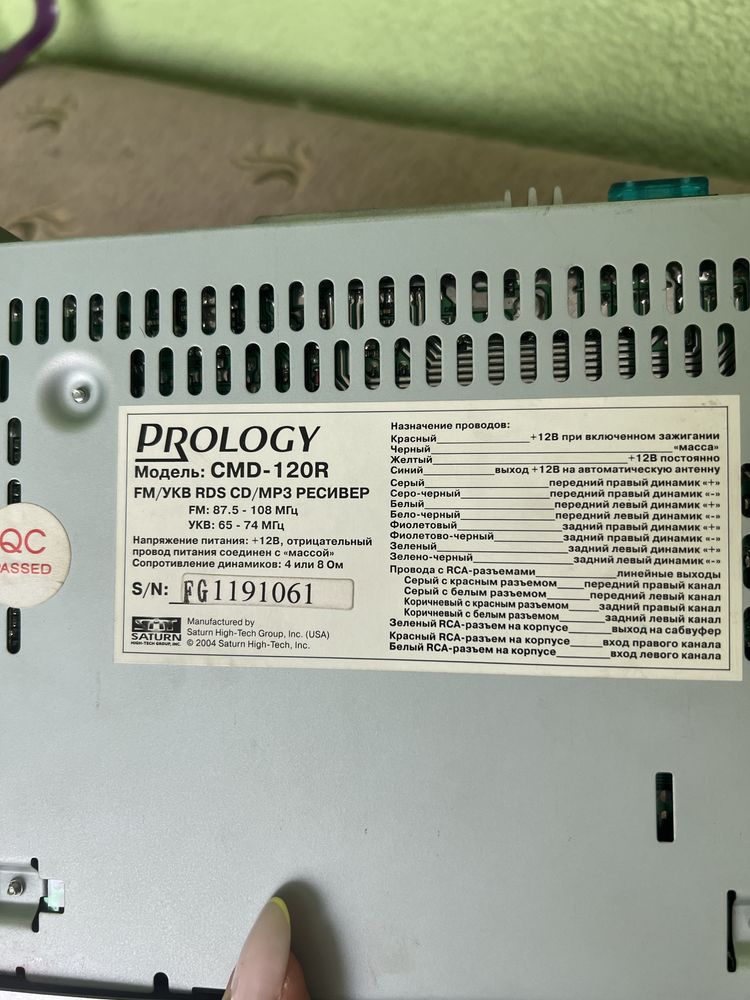 PROLOGY
Модель: CMD-120R
FM/УКВ RDS CD/MP3 РЕСИВЕР
FM: 87.5 - 108 МГц
УКВ: 65 - 74 МГц
Напряжение питания: +12В, отрицательный
провод питания соединен с «массой»
Сопротивление динамиков: 4 или 8 Ом
S/N: FG1191061
SATURN
HIGH-TECH GROUP, INC.
Manufactured by
Saturn High-Tech Group, Inc. (USA)
© 2004 Saturn High-Tech, Inc.
Назначение проводов:
Красный +12В при включенном зажигании
Черный «масса»
Желтый +12В постоянно
Синий выход +12В на автоматическую антенну
Серый передний правый динамик «+»
Серо-черный передний правый динамик «-»
Белый передний левый динамик «+»
Бело-черный передний левый динамик «-»
Фиолетовый задний правый динамик «+»
Фиолетово-черный задний правый динамик «-»
Зеленый задний левый динамик «+»
Зелено-черный задний левый динамик «-»
Провода с RCA-разъемами линейные выходы
Серый с красным разъемом передний правый канал
Серый с белым разъемом передний левый канал
Коричневый с красным разъемом задний правый канал
Коричневый с белым разъемом задний левый канал
Зеленый RCA-разъем на корпусе выход на сабвуфер
Красный RCA-разъем на корпусе вход правого канала
Белый RCA-разъем на корпусе вход левого канала
QC
PASSED